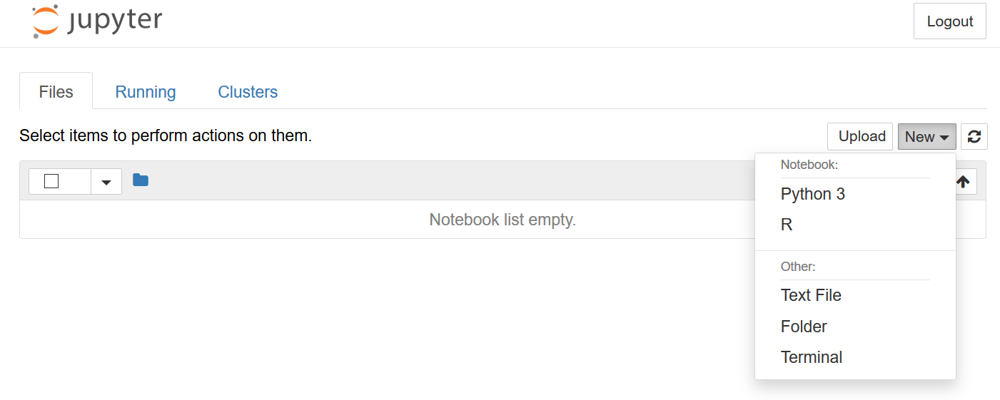 jupyter
Logout
Files Running Clusters
Select items to perform actions on them.
Upload New
Notebook:
Python 3
R
Notebook list empty.
Other:
Text File
Folder
Terminal